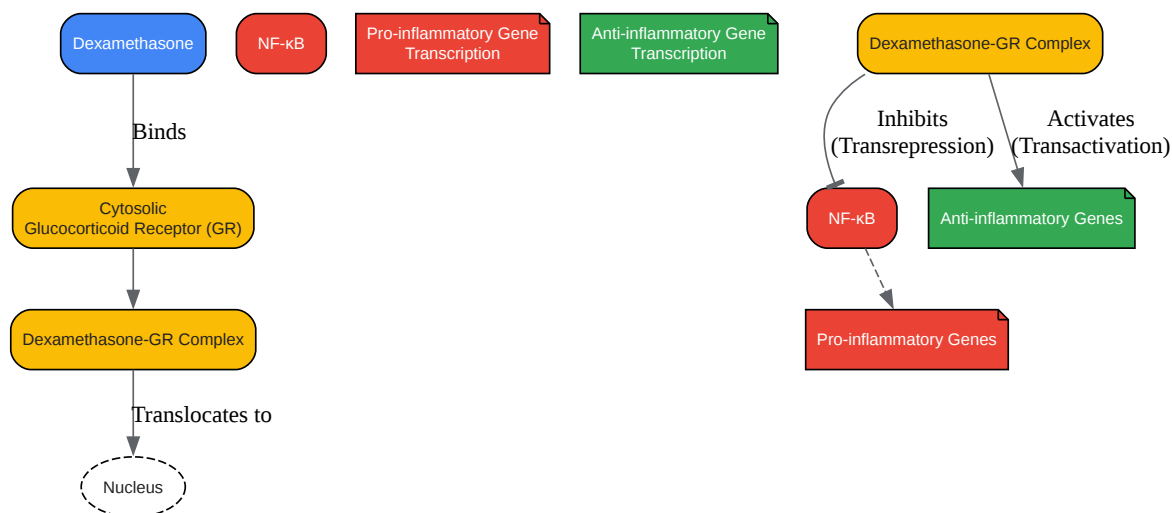 Dexamethasone
NF-κB
Pro-inflammatory Gene
Transcription
Anti-inflammatory Gene
Transcription
Dexamethasone-GR Complex
Binds
Inhibits
(Transrepression)
Activates
(Transactivation)
Cytosolic
Glucocorticoid Receptor (GR)
NF-κB
Anti-inflammatory Genes
Dexamethasone-GR Complex
Pro-inflammatory Genes
Translocates to
Nucleus